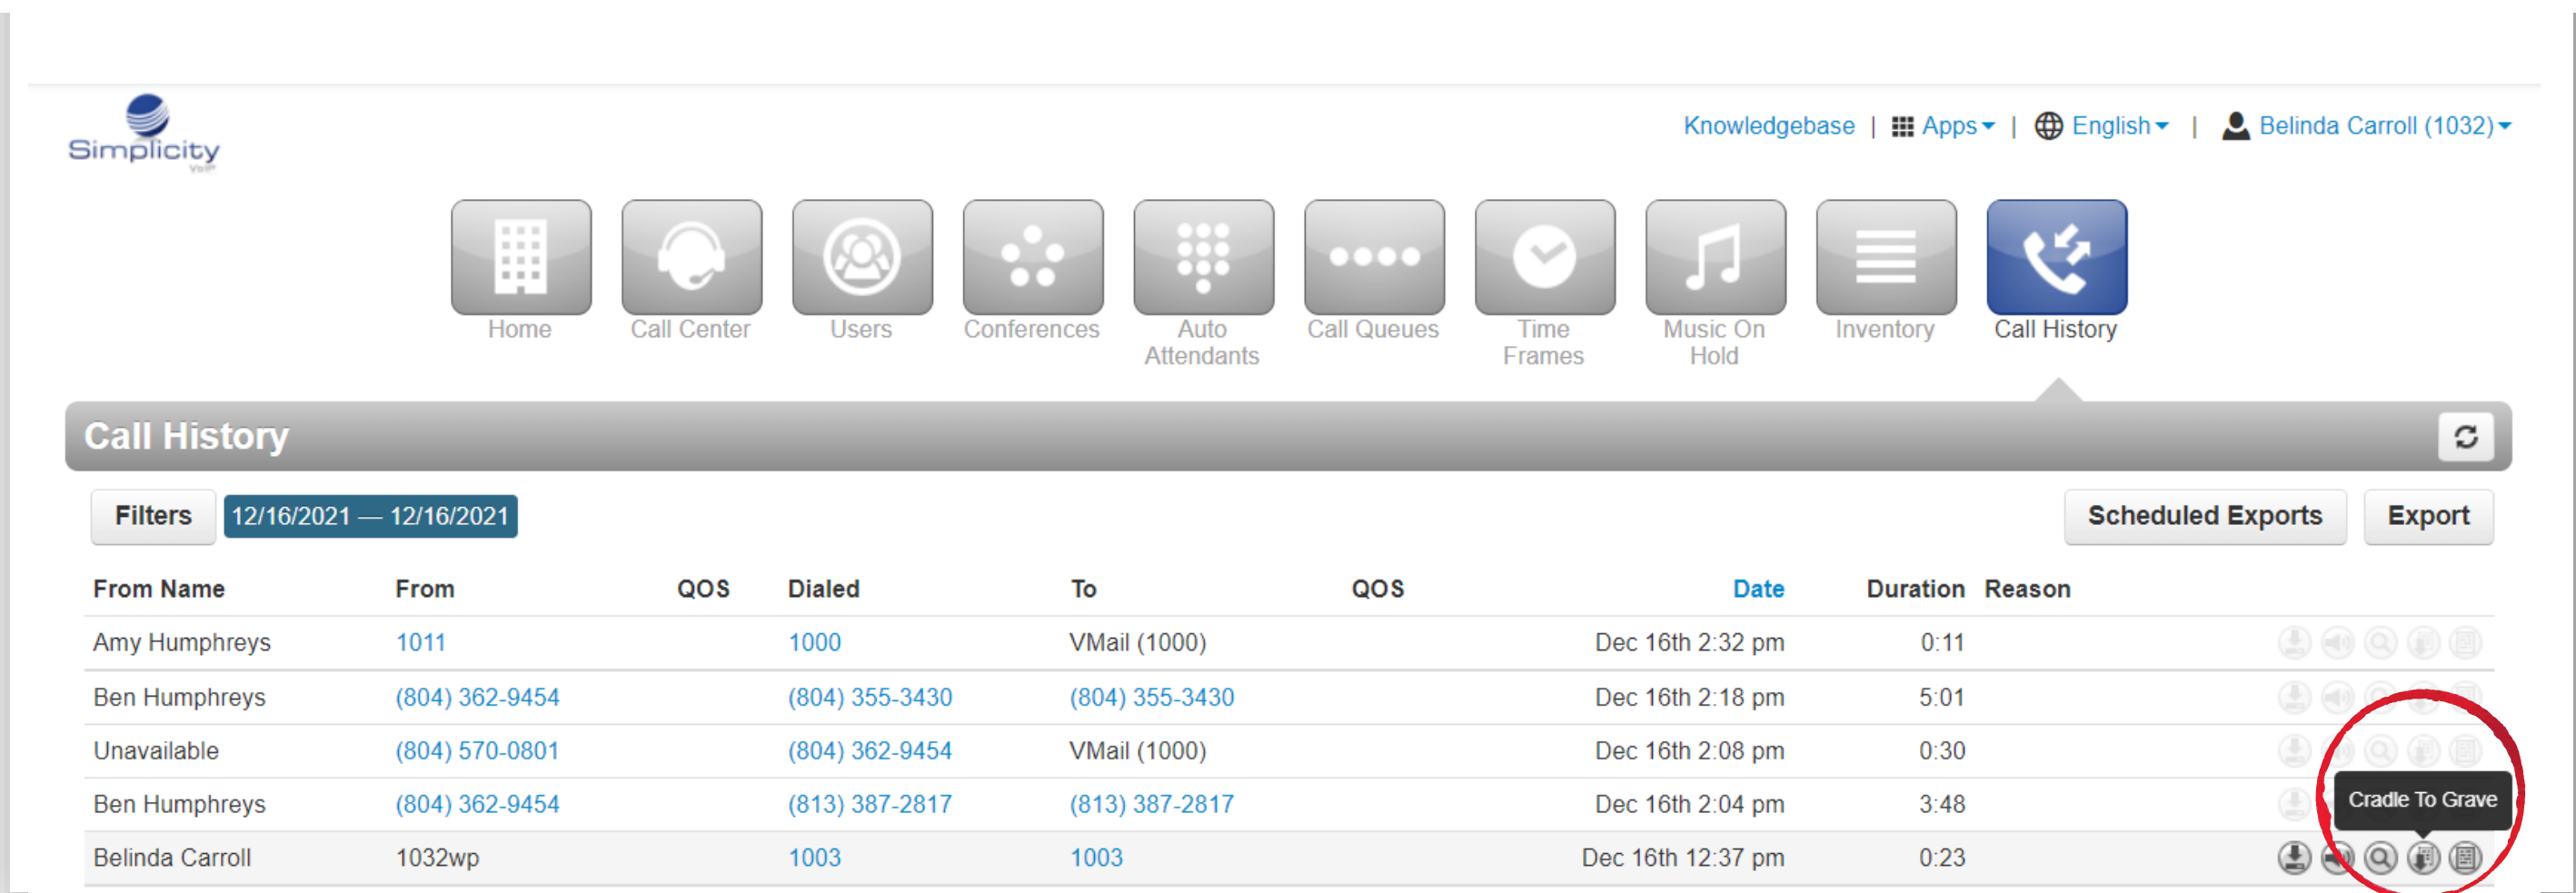 Simplicity
VoIP
Knowledgebase | Apps | English | Belinda Carroll (1032)
Home Call Center Users Conferences Auto Attendants Call Queues Time Frames Music On Hold Inventory Call History
Call History
Filters 12/16/2021 — 12/16/2021 Scheduled Exports Export
From Name From QOS Dialed To QOS Date Duration Reason
Amy Humphreys 1011 1000 VMail (1000) Dec 16th 2:32 pm 0:11
Ben Humphreys (804) 362-9454 (804) 355-3430 (804) 355-3430 Dec 16th 2:18 pm 5:01
Unavailable (804) 570-0801 (804) 362-9454 VMail (1000) Dec 16th 2:08 pm 0:30
Ben Humphreys (804) 362-9454 (813) 387-2817 (813) 387-2817 Dec 16th 2:04 pm 3:48
Cradle To Grave
Belinda Carroll 1032wp 1003 1003 Dec 16th 12:37 pm 0:23